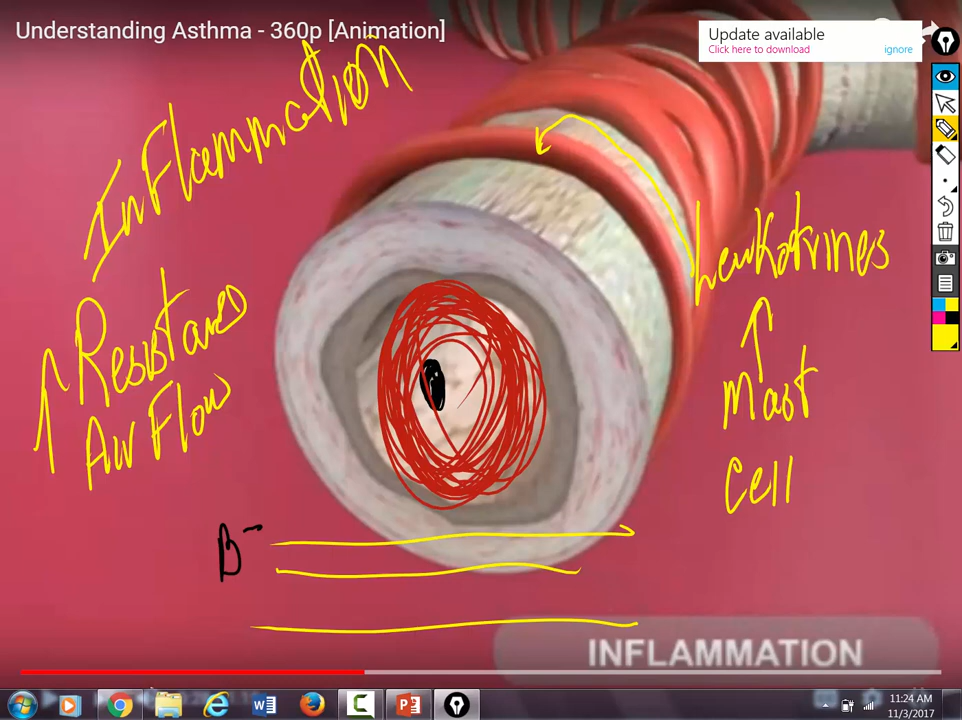 Understanding Asthma - 360p [Animation]
Update available
Click here to download
ignore
Inflammation
Resistance
Air Flow
Leukotrines
Mast
Cell
B
INFLAMMATION
11:24 AM
11/3/2017